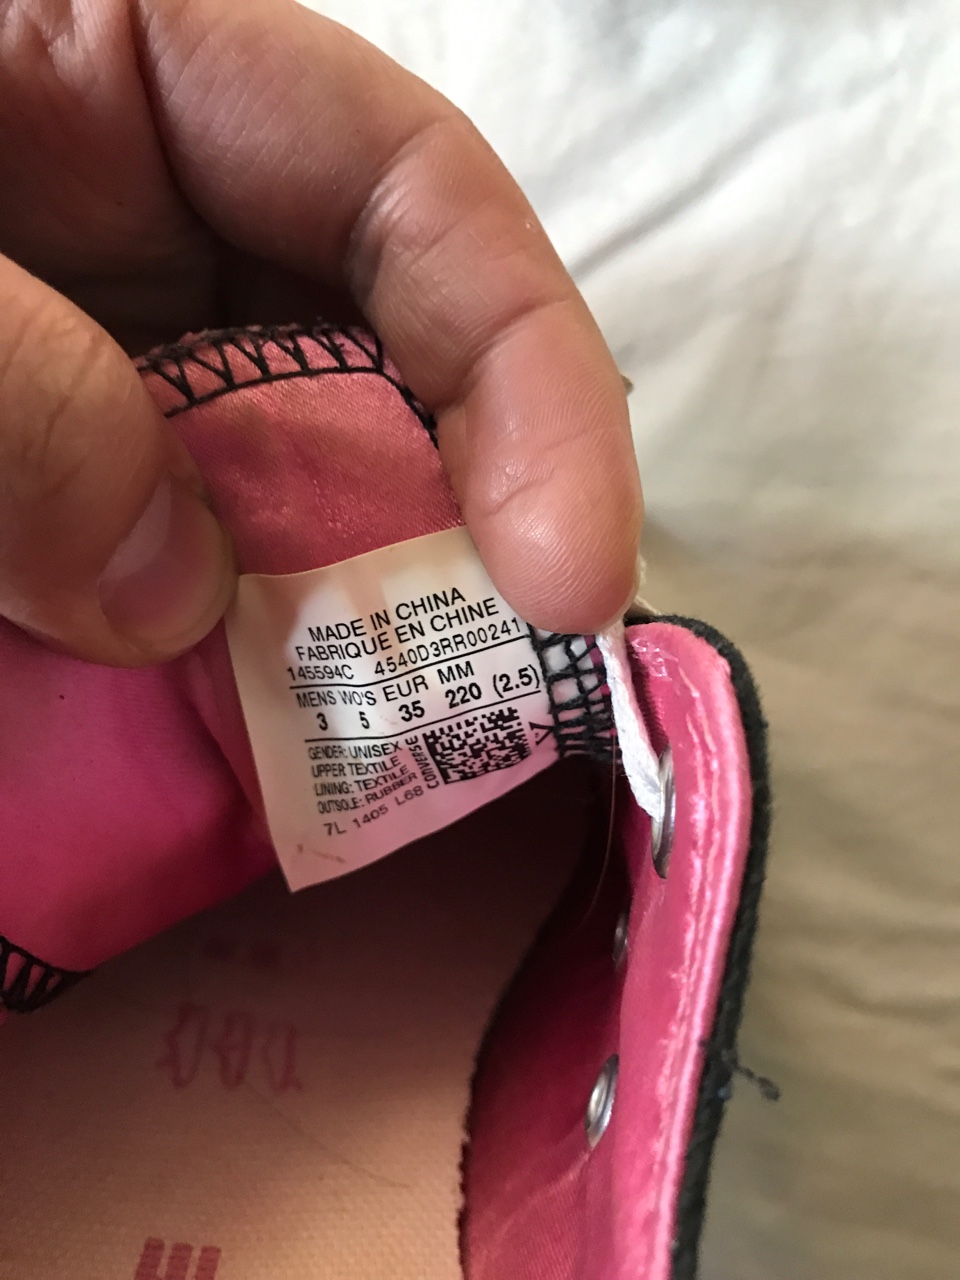 MADE IN CHINA
FABRIQUE EN CHINE
145594C 4540D3RR00241
MENS WO'S EUR MM
3 5 35 220 (2.5)
GENDER: UNISEX
UPPER TEXTILE
LINING: TEXTILE
OUTSOLE: RUBBER
7L 1405 L68
CONVERSE